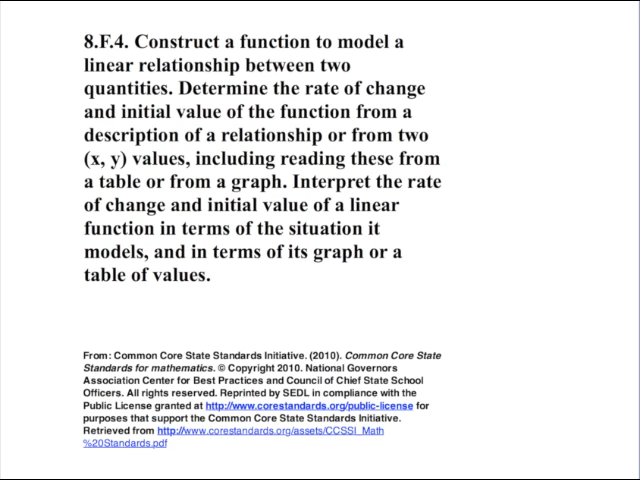 8.F.4. Construct a function to model a
linear relationship between two
quantities. Determine the rate of change
and initial value of the function from a
description of a relationship or from two
(x, y) values, including reading these from
a table or from a graph. Interpret the rate
of change and initial value of a linear
function in terms of the situation it
models, and in terms of its graph or a
table of values.
From: Common Core State Standards Initiative. (2010). Common Core State
Standards for mathematics. © Copyright 2010. National Governors
Association Center for Best Practices and Council of Chief State School
Officers. All rights reserved. Reprinted by SEDL in compliance with the
Public License granted at http://www.corestandards.org/public-license for
purposes that support the Common Core State Standards Initiative.
Retrieved from http://www.corestandards.org/assets/CCSSI_Math
%20Standards.pdf